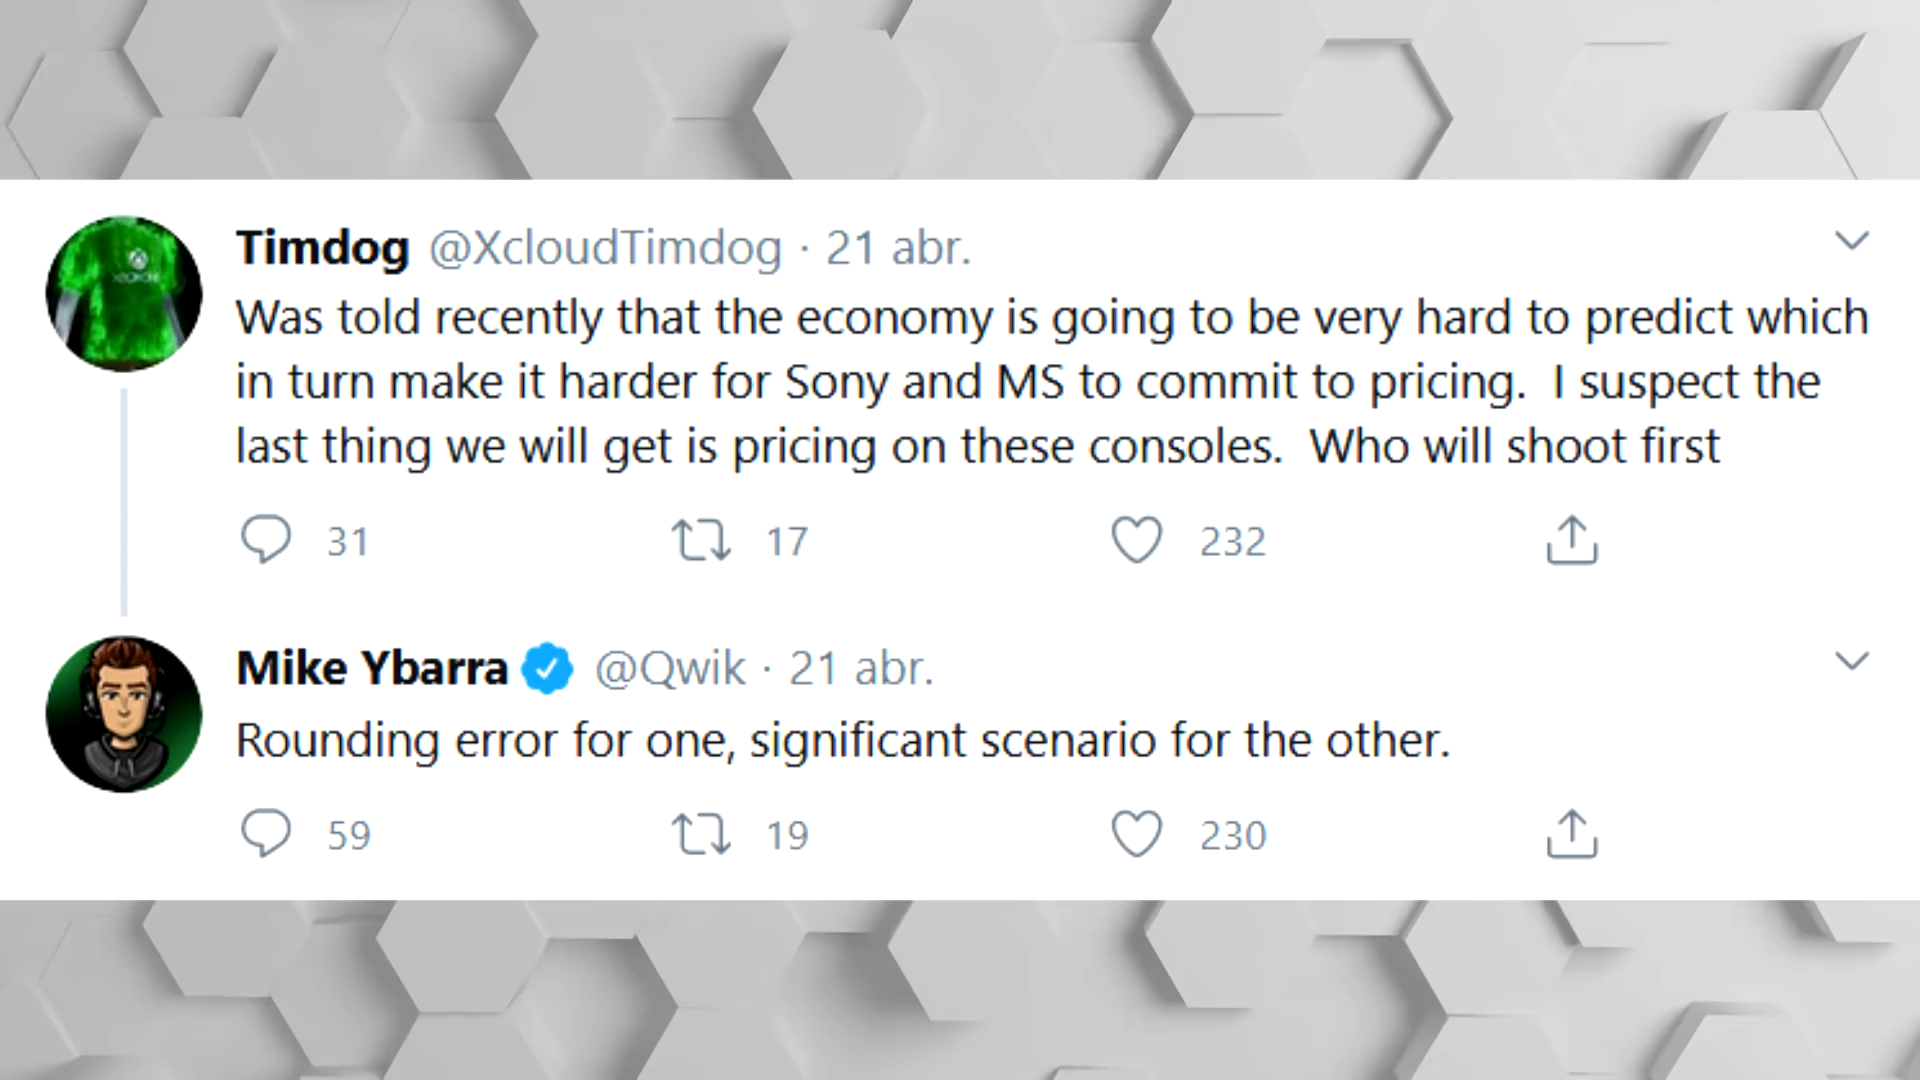 Timdog @XcloudTimdog · 21 abr.
Was told recently that the economy is going to be very hard to predict which
in turn make it harder for Sony and MS to commit to pricing.  I suspect the
last thing we will get is pricing on these consoles.  Who will shoot first
31 17 232
Mike Ybarra @Qwik · 21 abr.
Rounding error for one, significant scenario for the other.
59 19 230